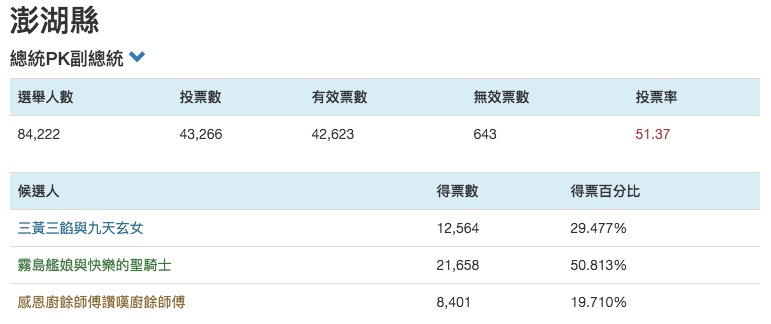 澎湖縣
總統PK副總統
選舉人數 投票數 有效票數 無效票數 投票率
84,222 43,266 42,623 643 51.37
候選人 得票數 得票百分比
三黃三餡與九天玄女 12,564 29.477%
霧島艦娘與快樂的聖騎士 21,658 50.813%
感恩廚餘師傅讚嘆廚餘師傅 8,401 19.710%